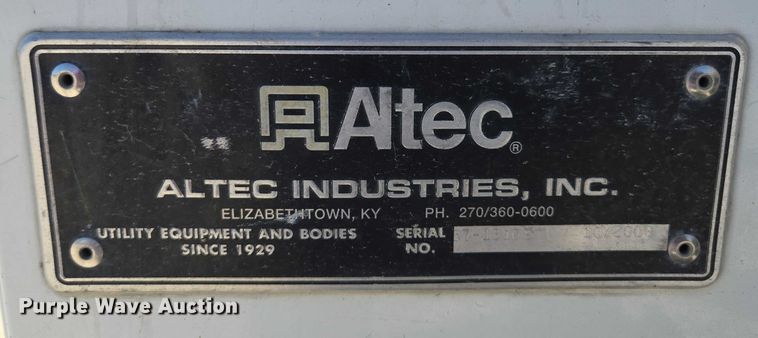 Altec®
ALTEC INDUSTRIES, INC.
ELIZABETHTOWN, KY PH. 270/360-0600
UTILITY EQUIPMENT AND BODIES SERIAL
SINCE 1929 NO.
Purple Wave Auction